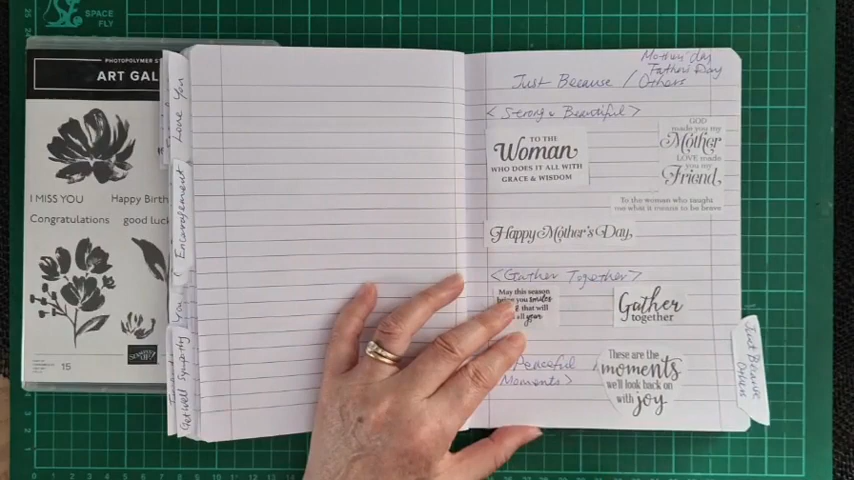 SPACE
FLY
PHOTOPOLYMER
ART GAL
I MISS YOU
Happy Birth
Congratulations
good luck
15
STAMPIN' UP!
Love You
Encouragement
You
Get well Sympathy
Mother's day
Father's Day
Just Because / Others
< Strong & Beautiful >
TO THE
Woman
WHO DOES IT ALL WITH
GRACE & WISDOM
GOD
made you my
Mother
LOVE made
you my
Friend.
To the woman who taught
me what it means to be brave
Happy Mother's Day,
<Gather Together>
May this season
bring you smiles
that will
all year
Gather
together
Peaceful
Moments>
These are the
moments
we'll look back on
with joy
Just Because
Others